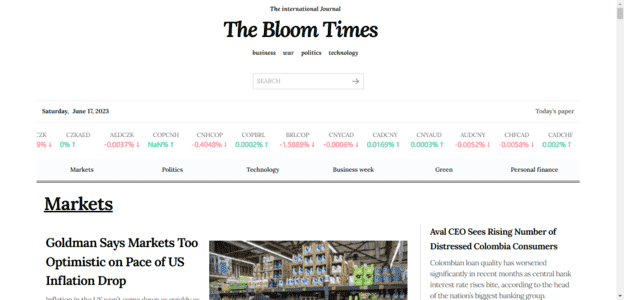 The international Journal
The Bloom Times
business war politics technology
SEARCH
Saturday, June 17, 2023
Today's paper
CZK CZKAED AEDCZK COPCNH CNHCOP COPBRL BRLCOP CNYCAD CADCNY CNYAUD AUDCNY CHFCAD CADCHF
9% ↓ 0% ↑ -0.0037% ↓ NaN% ↑ -0.4048% ↓ 0.0002% ↑ -1.5889% ↓ -0.0006% ↓ 0.0169% ↑ 0.0003% ↑ -0.0052% ↓ -0.0058% ↓ 0.002% ↑
Markets Politics Technology Business week Green Personal finance
Markets
Goldman Says Markets Too
Optimistic on Pace of US
Inflation Drop
Inflation in the UK won't come down as quickly as
Aval CEO Sees Rising Number of
Distressed Colombia Consumers
Colombian loan quality has worsened
significantly in recent months as central bank
interest rate rises bite, according to the head
of the nation's biggest banking group.